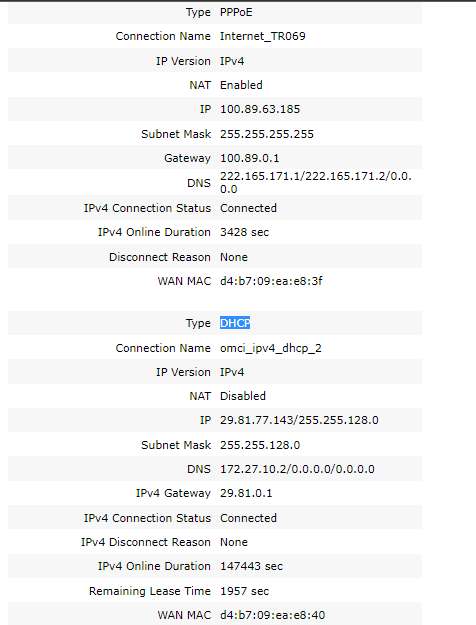 Type PPPoE
Connection Name Internet_TR069
IP Version IPv4
NAT Enabled
IP 100.89.63.185
Subnet Mask 255.255.255.255
Gateway 100.89.0.1
DNS 222.165.171.1/222.165.171.2/0.0.
0.0
IPv4 Connection Status Connected
IPv4 Online Duration 3428 sec
Disconnect Reason None
WAN MAC d4:b7:09:ea:e8:3f
Type DHCP
Connection Name omci_ipv4_dhcp_2
IP Version IPv4
NAT Disabled
IP 29.81.77.143/255.255.128.0
Subnet Mask 255.255.128.0
DNS 172.27.10.2/0.0.0.0/0.0.0.0
IPv4 Gateway 29.81.0.1
IPv4 Connection Status Connected
IPv4 Disconnect Reason None
IPv4 Online Duration 147443 sec
Remaining Lease Time 1957 sec
WAN MAC d4:b7:09:ea:e8:40